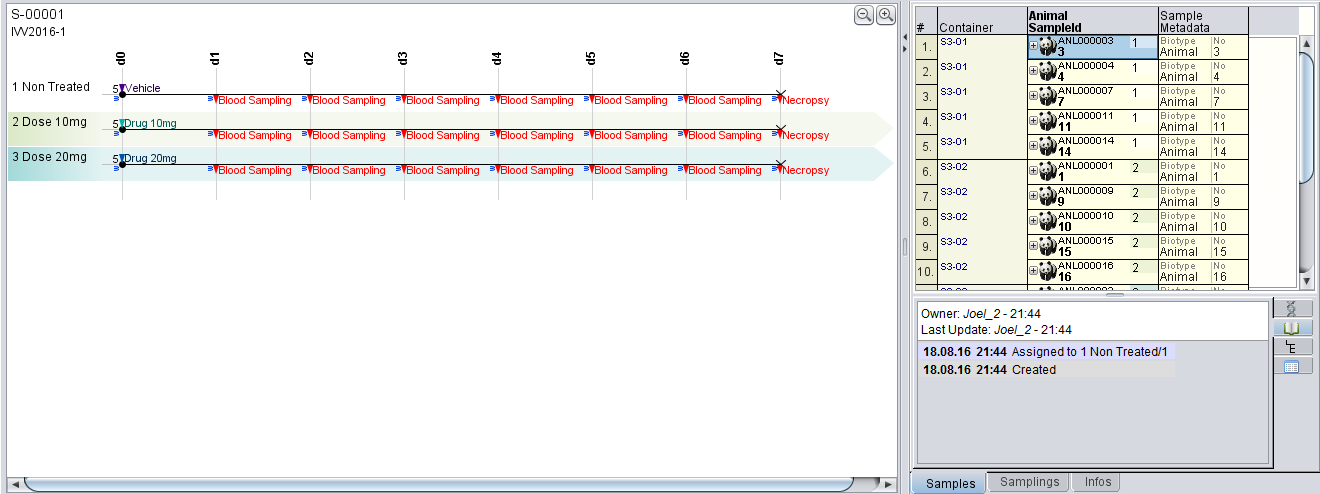 S-00001
IVV2016-1
d0 d1 d2 d3 d4 d5 d6 d7
1 Non Treated 5 Vehicle
Blood Sampling Blood Sampling Blood Sampling Blood Sampling Blood Sampling Blood Sampling Necropsy
2 Dose 10mg 5 Drug 10mg
Blood Sampling Blood Sampling Blood Sampling Blood Sampling Blood Sampling Blood Sampling Necropsy
3 Dose 20mg 5 Drug 20mg
Blood Sampling Blood Sampling Blood Sampling Blood Sampling Blood Sampling Blood Sampling Necropsy
Animal Sample
# Container SampleId Metadata
1. S3-01 ANL000003 1 Biotype No
3 Animal 3
2. S3-01 ANL000004 1 Biotype No
4 Animal 4
3. S3-01 ANL000007 1 Biotype No
7 Animal 7
4. S3-01 ANL000011 1 Biotype No
11 Animal 11
5. S3-01 ANL000014 1 Biotype No
14 Animal 14
6. S3-02 ANL000001 2 Biotype No
1 Animal 1
7. S3-02 ANL000009 2 Biotype No
9 Animal 9
8. S3-02 ANL000010 2 Biotype No
10 Animal 10
9. S3-02 ANL000015 2 Biotype No
15 Animal 15
10. S3-02 ANL000016 2 Biotype No
16 Animal 16
Owner: Joel_2 - 21:44
Last Update: Joel_2 - 21:44
18.08.16 21:44 Assigned to 1 Non Treated/1
18.08.16 21:44 Created
Samples Samplings Infos